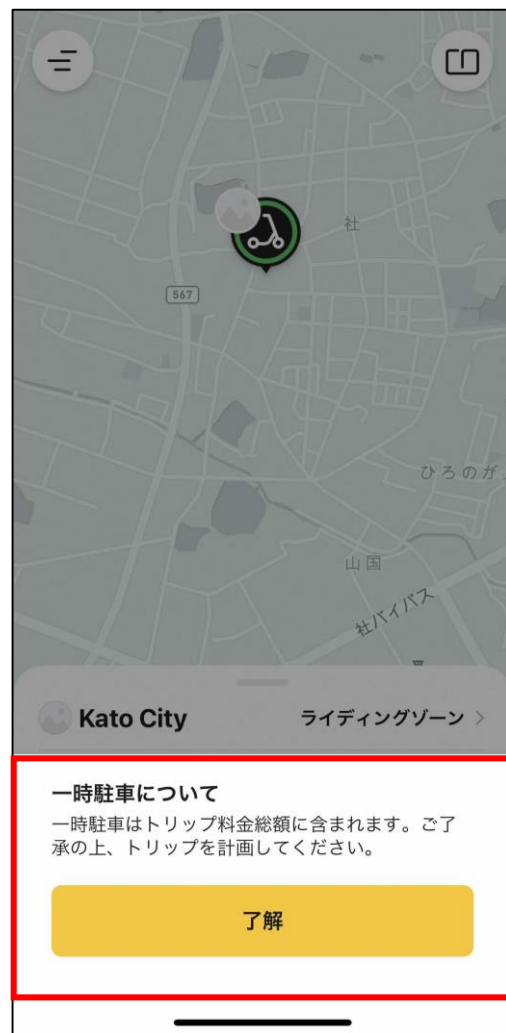 社
567
ひろのが
山国
社バイパス
Kato City
ライディングゾーン >
一時駐車について
一時駐車はトリップ料金総額に含まれます。ご了
承の上、トリップを計画してください。
了解